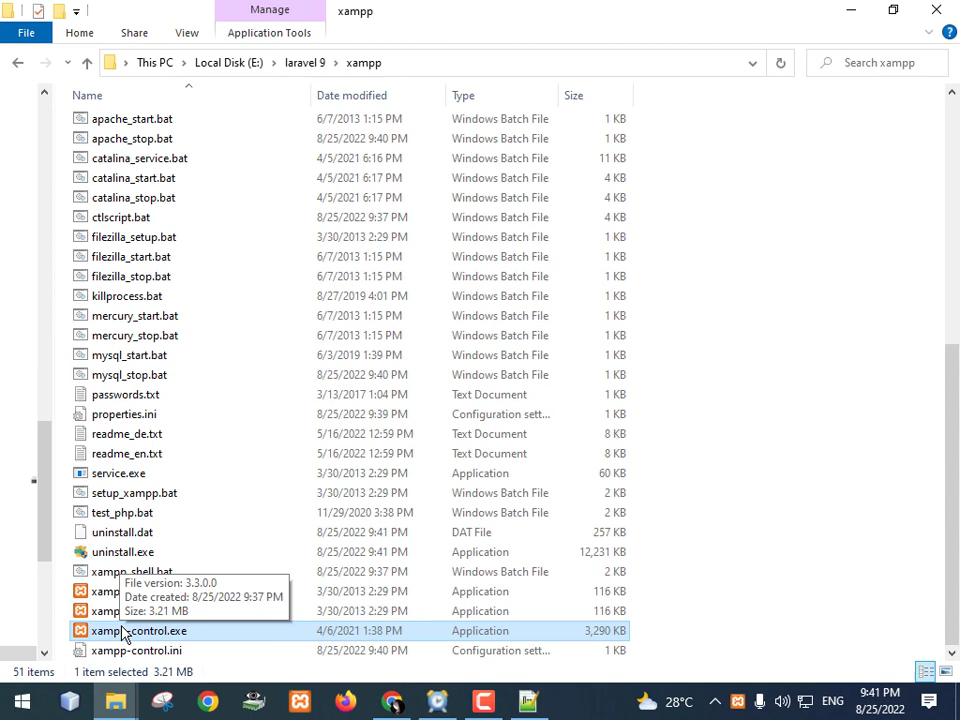 Manage
xampp
File
Home
Share
View
Application Tools
This PC
Local Disk (E:)
laravel 9
xampp
Search xampp
Name
Date modified
Type
Size
apache_start.bat 6/7/2013 1:15 PM Windows Batch File 1 KB
apache_stop.bat 8/25/2022 9:40 PM Windows Batch File 1 KB
catalina_service.bat 4/5/2021 6:16 PM Windows Batch File 11 KB
catalina_start.bat 4/5/2021 6:17 PM Windows Batch File 4 KB
catalina_stop.bat 4/5/2021 6:17 PM Windows Batch File 4 KB
ctlscript.bat 8/25/2022 9:37 PM Windows Batch File 4 KB
filezilla_setup.bat 3/30/2013 2:29 PM Windows Batch File 1 KB
filezilla_start.bat 6/7/2013 1:15 PM Windows Batch File 1 KB
filezilla_stop.bat 6/7/2013 1:15 PM Windows Batch File 1 KB
killprocess.bat 8/27/2019 4:01 PM Windows Batch File 1 KB
mercury_start.bat 6/7/2013 1:15 PM Windows Batch File 1 KB
mercury_stop.bat 6/7/2013 1:15 PM Windows Batch File 1 KB
mysql_start.bat 6/3/2019 1:39 PM Windows Batch File 1 KB
mysql_stop.bat 8/25/2022 9:40 PM Windows Batch File 1 KB
passwords.txt 3/13/2017 1:04 PM Text Document 1 KB
properties.ini 8/25/2022 9:39 PM Configuration sett... 1 KB
readme_de.txt 5/16/2022 12:59 PM Text Document 8 KB
readme_en.txt 5/16/2022 12:59 PM Text Document 8 KB
service.exe 3/30/2013 2:29 PM Application 60 KB
setup_xampp.bat 3/30/2013 2:29 PM Windows Batch File 2 KB
test_php.bat 11/29/2020 3:38 PM Windows Batch File 2 KB
uninstall.dat 8/25/2022 9:41 PM DAT File 257 KB
uninstall.exe 8/25/2022 9:41 PM Application 12,231 KB
xampp_shell.bat 8/25/2022 9:37 PM Windows Batch File 2 KB
xamp 3/30/2013 2:29 PM Application 116 KB
xamp 3/30/2013 2:29 PM Application 116 KB
File version: 3.3.0.0
Date created: 8/25/2022 9:37 PM
Size: 3.21 MB
xampp-control.exe 4/6/2021 1:38 PM Application 3,290 KB
xampp-control.ini 8/25/2022 9:40 PM Configuration sett... 1 KB
51 items
1 item selected 3.21 MB
28°C
ENG
9:41 PM
8/25/2022